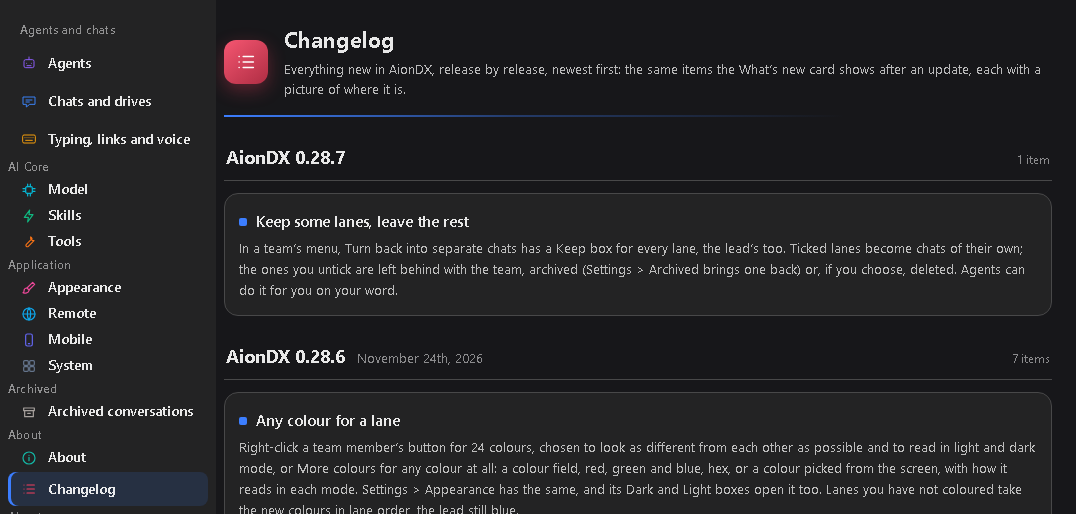 Agents and chats
Agents
Chats and drives
Typing, links and voice
AI Core
Model
Skills
Tools
Application
Appearance
Remote
Mobile
System
Archived
Archived conversations
About
About
Changelog
Changelog
Everything new in AionDX, release by release, newest first: the same items the What's new card shows after an update, each with a
picture of where it is.
AionDX 0.28.7
1 item
Keep some lanes, leave the rest
In a team's menu, Turn back into separate chats has a Keep box for every lane, the lead's too. Ticked lanes become chats of their own;
the ones you untick are left behind with the team, archived (Settings > Archived brings one back) or, if you choose, deleted. Agents can
do it for you on your word.
AionDX 0.28.6 November 24th, 2026
7 items
Any colour for a lane
Right-click a team member's button for 24 colours, chosen to look as different from each other as possible and to read in light and dark
mode, or More colours for any colour at all: a colour field, red, green and blue, hex, or a colour picked from the screen, with how it
reads in each mode. Settings > Appearance has the same, and its Dark and Light boxes open it too. Lanes you have not coloured take
the new colours in lane order, the lead still blue.